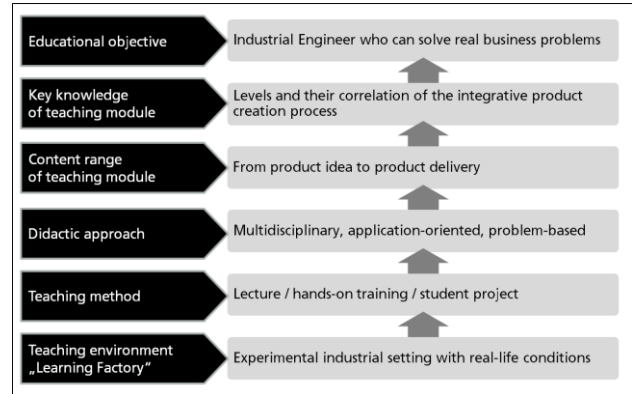 Educational objective
Industrial Engineer who can solve real business problems
Key knowledge
of teaching module
Levels and their correlation of the integrative product
creation process
Content range
of teaching module
From product idea to product delivery
Didactic approach
Multidisciplinary, application-oriented, problem-based
Teaching method
Lecture / hands-on training / student project
Teaching environment
„Learning Factory“
Experimental industrial setting with real-life conditions